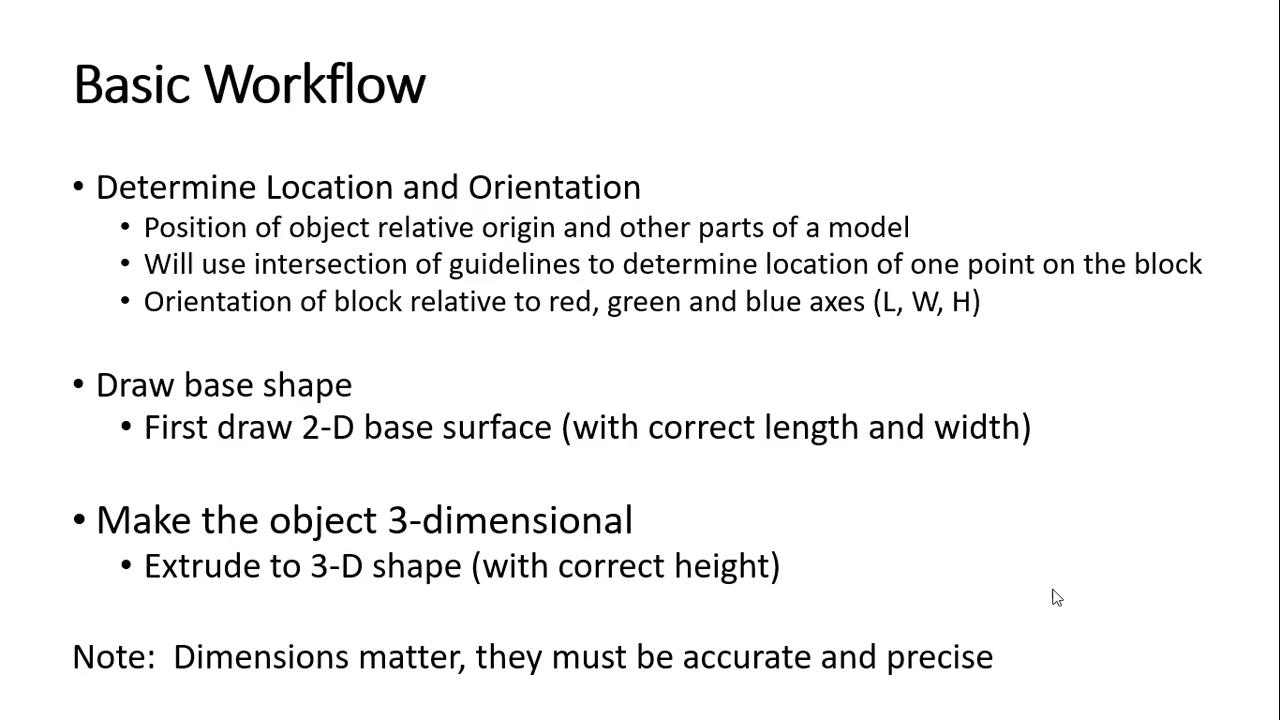 Basic Workflow
• Determine Location and Orientation
• Position of object relative origin and other parts of a model
• Will use intersection of guidelines to determine location of one point on the block
• Orientation of block relative to red, green and blue axes (L, W, H)
• Draw base shape
• First draw 2-D base surface (with correct length and width)
• Make the object 3-dimensional
• Extrude to 3-D shape (with correct height)
Note:  Dimensions matter, they must be accurate and precise